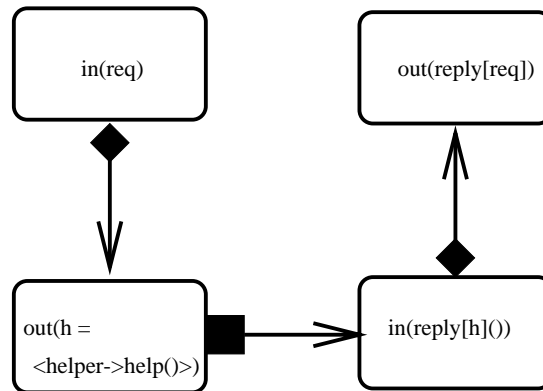 in(req)
out(reply[req])
out(h =
<helper->help()>)
in(reply[h]())